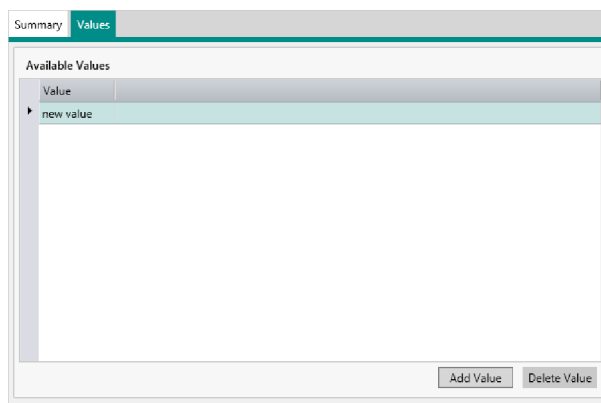 Summary Values
Available Values
Value
new value
Add Value Delete Value